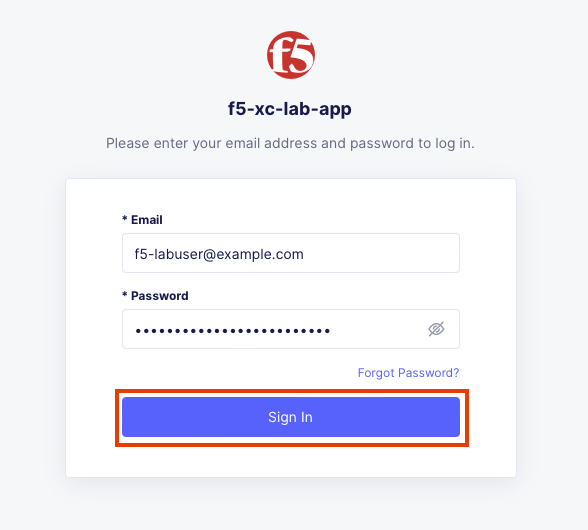 f5
f5-xc-lab-app
Please enter your email address and password to log in.
* Email
f5-labuser@example.com
* Password
•••••••••••••••••••••••••
Forgot Password?
Sign In